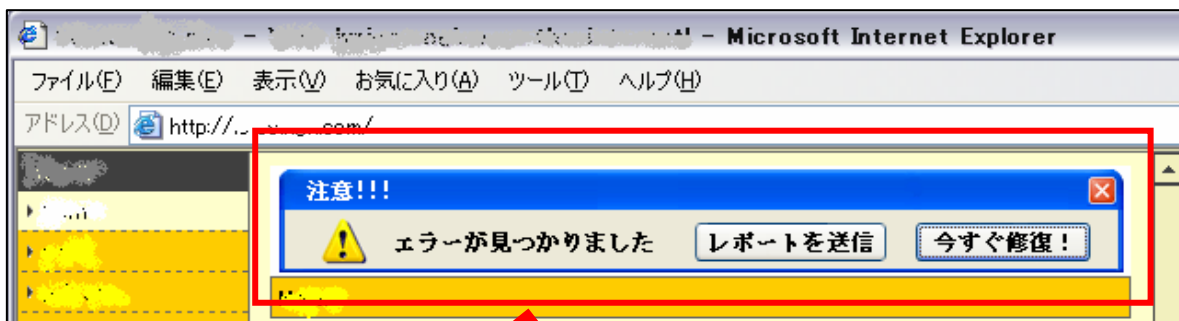 - Microsoft Internet Explorer
ファイル(F) 編集(E) 表示(V) お気に入り(A) ツール(T) ヘルプ(H)
アドレス(D) http://
注意!!!
エラーが見つかりました レポートを送信 今すぐ修復!